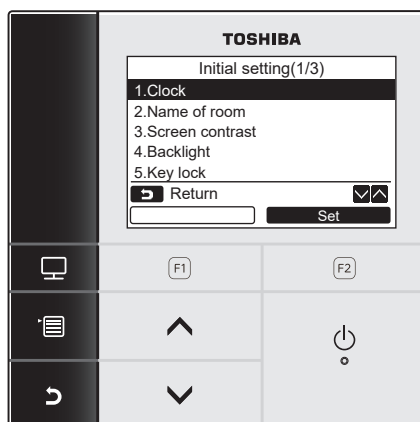 TOSHIBA
Initial setting(1/3)
1.Clock
2.Name of room
3.Screen contrast
4.Backlight
5.Key lock
Return
Set
F1
F2